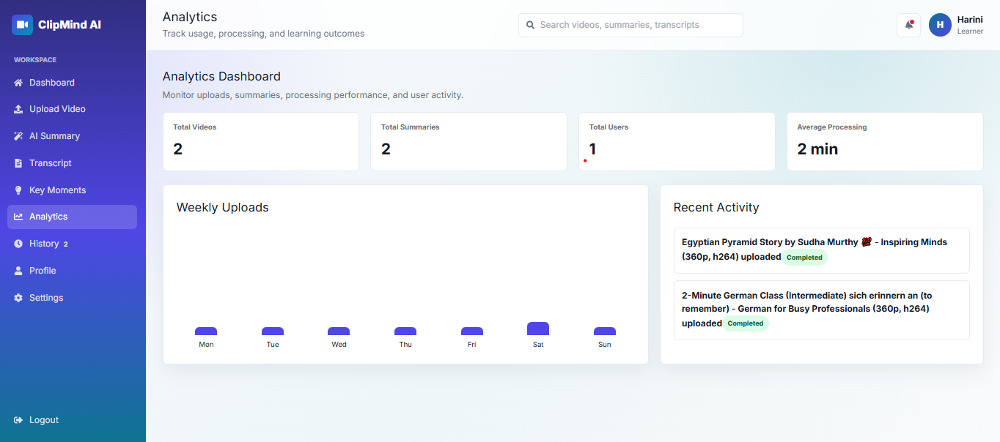 ClipMind AI
WORKSPACE
Dashboard
Upload Video
AI Summary
Transcript
Key Moments
Analytics
History 2
Profile
Settings
Logout
Analytics
Track usage, processing, and learning outcomes
Search videos, summaries, transcripts
H
Harini
Learner
Analytics Dashboard
Monitor uploads, summaries, processing performance, and user activity.
Total Videos
2
Total Summaries
2
Total Users
1
Average Processing
2 min
Weekly Uploads
Mon Tue Wed Thu Fri Sat Sun
Recent Activity
Egyptian Pyramid Story by Sudha Murthy 💯 - Inspiring Minds
(360p, h264) uploaded Completed
2-Minute German Class (Intermediate) sich erinnern an (to
remember) - German for Busy Professionals (360p, h264)
uploaded Completed